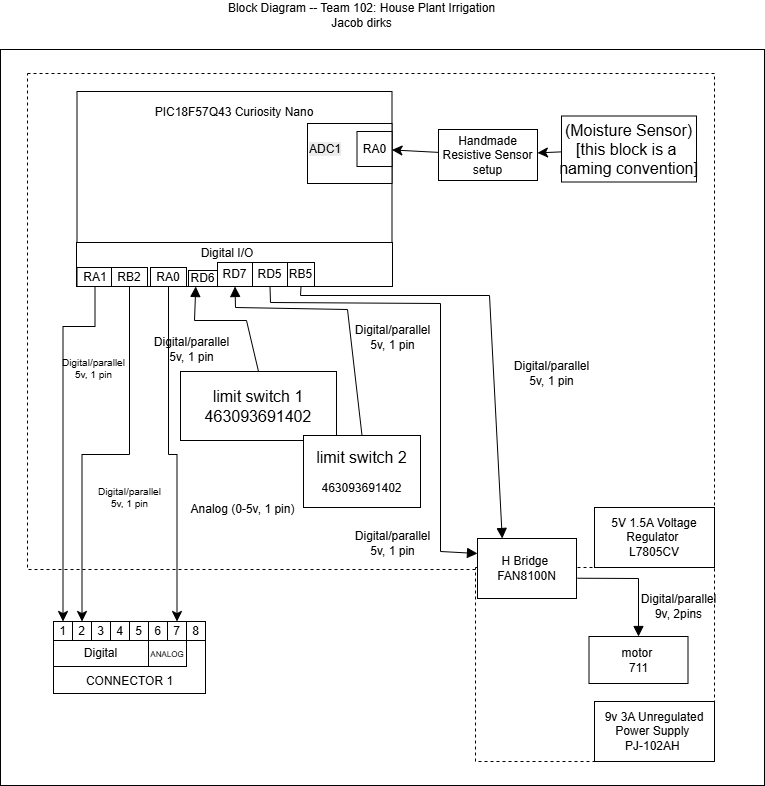 Block Diagram -- Team 102: House Plant Irrigation
Jacob dirks
PIC18F57Q43 Curiosity Nano
ADC1
RA0
Handmade
Resistive Sensor
setup
(Moisture Sensor)
[this block is a
naming convention]
Digital I/O
RA1
RB2
RA0
RD6
RD7
RD5
RB5
Digital/parallel
5v, 1 pin
Digital/parallel
5v, 1 pin
Digital/parallel
5v, 1 pin
Digital/parallel
5v, 1 pin
limit switch 1
463093691402
limit switch 2
463093691402
Digital/parallel
5v, 1 pin
Analog (0-5v, 1 pin)
Digital/parallel
5v, 1 pin
5V 1.5A Voltage
Regulator
L7805CV
H Bridge
FAN8100N
Digital/parallel
9v, 2pins
motor
711
1
2
3
4
5
6
7
8
Digital
ANALOG
CONNECTOR 1
9v 3A Unregulated
Power Supply
PJ-102AH